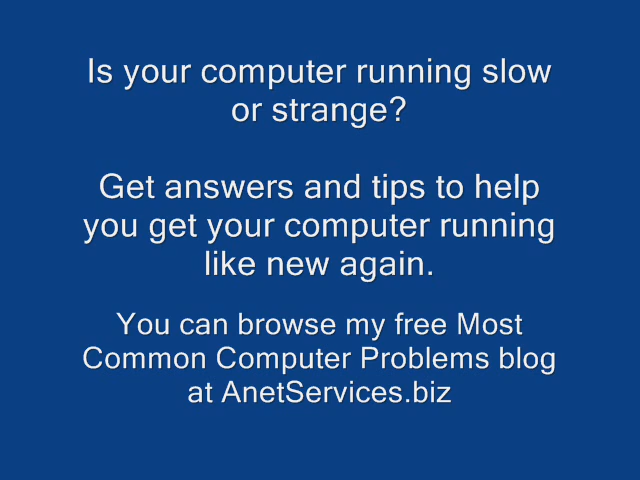 Is your computer running slow
or strange?
Get answers and tips to help
you get your computer running
like new again.
You can browse my free Most
Common Computer Problems blog
at AnetServices.biz